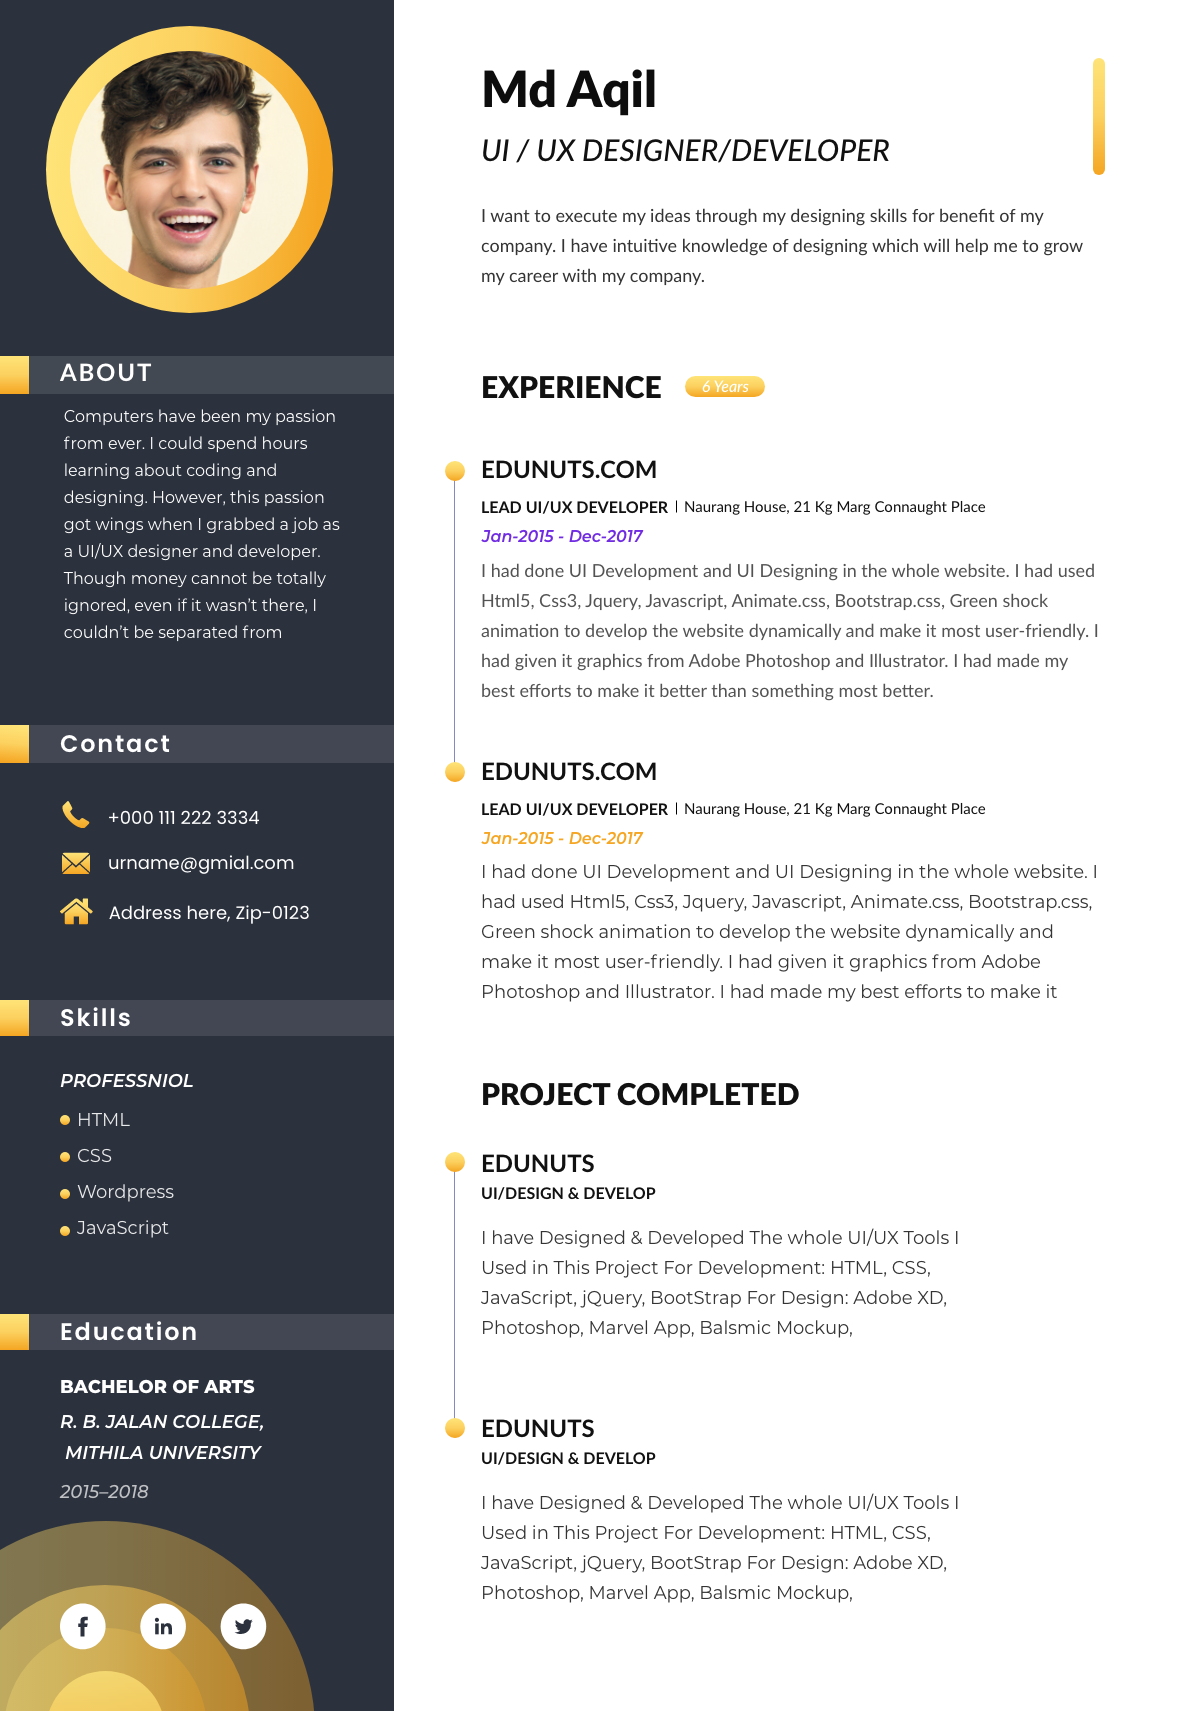 Md Aqil
UI / UX DESIGNER/DEVELOPER
I want to execute my ideas through my designing skills for benefit of my
company. I have intuitive knowledge of designing which will help me to grow
my career with my company.
ABOUT
Computers have been my passion
from ever. I could spend hours
learning about coding and
designing. However, this passion
got wings when I grabbed a job as
a UI/UX designer and developer.
Though money cannot be totally
ignored, even if it wasn't there, I
couldn't be separated from
Contact
+000 111 222 3334
urname@gmial.com
Address here, Zip-0123
Skills
PROFESSNIOL
HTML
CSS
Wordpress
JavaScript
Education
BACHELOR OF ARTS
R. B. JALAN COLLEGE,
MITHILA UNIVERSITY
2015–2018
f
in
EXPERIENCE 6 Years
EDUNUTS.COM
LEAD UI/UX DEVELOPER | Naurang House, 21 Kg Marg Connaught Place
Jan-2015 - Dec-2017
I had done UI Development and UI Designing in the whole website. I had used
Html5, Css3, Jquery, Javascript, Animate.css, Bootstrap.css, Green shock
animation to develop the website dynamically and make it most user-friendly. I
had given it graphics from Adobe Photoshop and Illustrator. I had made my
best efforts to make it better than something most better.
EDUNUTS.COM
LEAD UI/UX DEVELOPER | Naurang House, 21 Kg Marg Connaught Place
Jan-2015 - Dec-2017
I had done UI Development and UI Designing in the whole website. I
had used Html5, Css3, Jquery, Javascript, Animate.css, Bootstrap.css,
Green shock animation to develop the website dynamically and
make it most user-friendly. I had given it graphics from Adobe
Photoshop and Illustrator. I had made my best efforts to make it
PROJECT COMPLETED
EDUNUTS
UI/DESIGN & DEVELOP
I have Designed & Developed The whole UI/UX Tools I
Used in This Project For Development: HTML, CSS,
JavaScript, jQuery, BootStrap For Design: Adobe XD,
Photoshop, Marvel App, Balsmic Mockup,
EDUNUTS
UI/DESIGN & DEVELOP
I have Designed & Developed The whole UI/UX Tools I
Used in This Project For Development: HTML, CSS,
JavaScript, jQuery, BootStrap For Design: Adobe XD,
Photoshop, Marvel App, Balsmic Mockup,